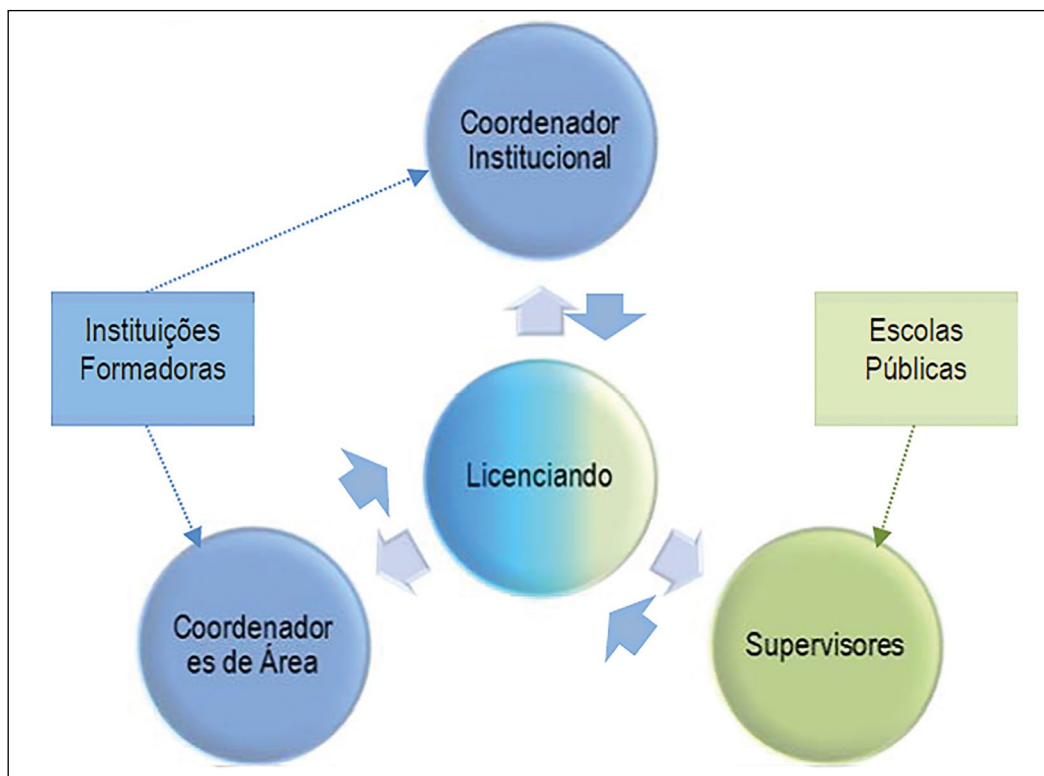 Coordenador
Institucional
Instituições
Formadoras
Escolas
Públicas
Licenciando
Coordenador
es de Área
Supervisores